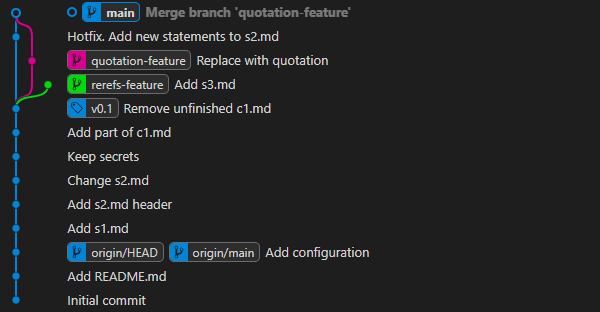 main Merge branch 'quotation-feature'
Hotfix. Add new statements to s2.md
quotation-feature Replace with quotation
rerefs-feature Add s3.md
v0.1 Remove unfinished c1.md
Add part of c1.md
Keep secrets
Change s2.md
Add s2.md header
Add s1.md
origin/HEAD origin/main Add configuration
Add README.md
Initial commit